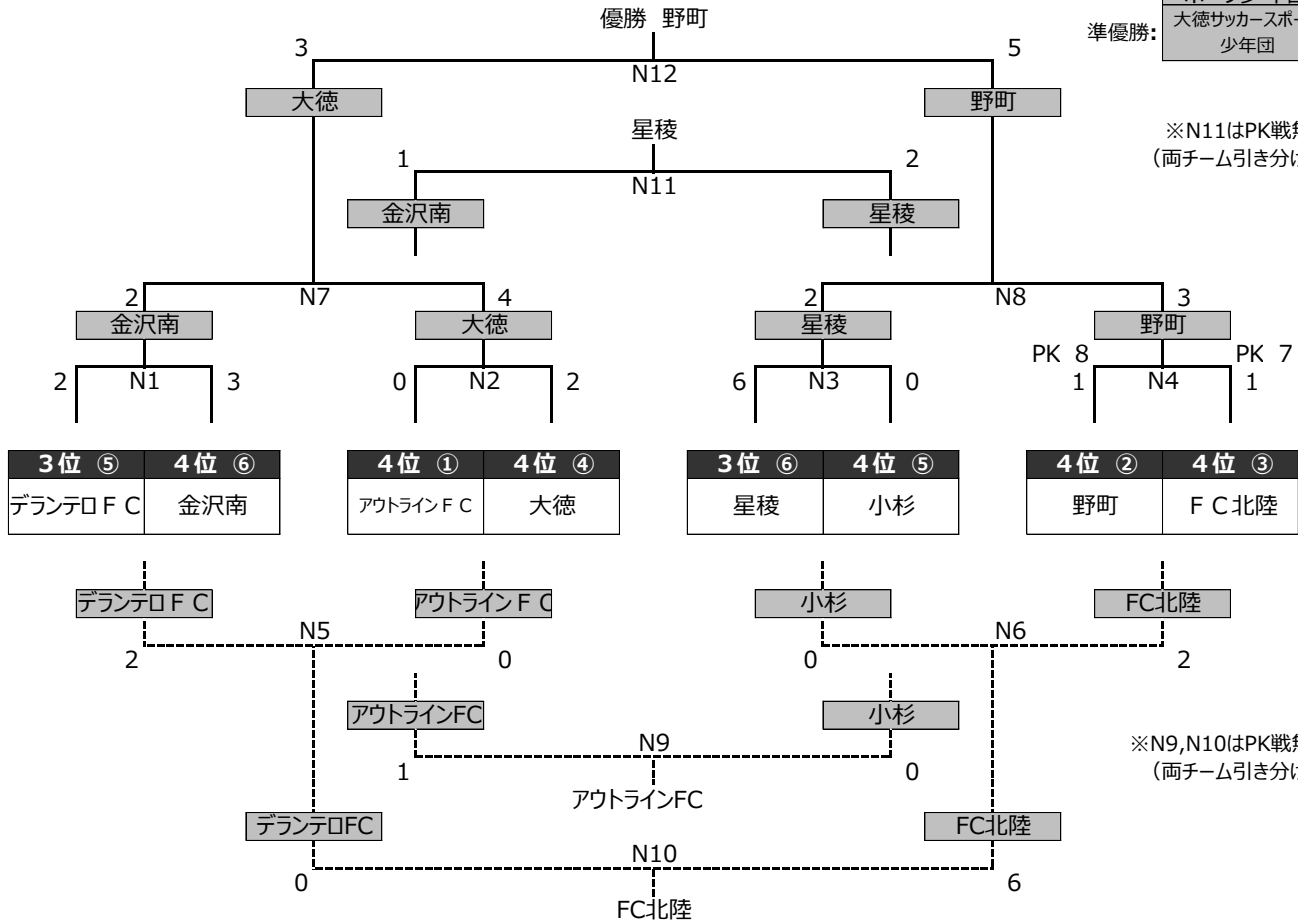 優勝 野町
準優勝:
大徳サッカースポー
少年団
3
5
N12
大徳
野町
星稜
※N11はPK戦無
（両チーム引き分け
1
2
N11
金沢南
星稜
2
N7
4
2
N8
3
金沢南
大徳
星稜
野町
PK 8
PK 7
2
N1
3
0
N2
2
6
N3
0
1
N4
1
3位 ⑤
4位 ⑥
4位 ①
4位 ④
3位 ⑥
4位 ⑤
4位 ②
4位 ③
デランテロFC
金沢南
アウトラインFC
大徳
星稜
小杉
野町
FC北陸
デランテロFC
アウトラインFC
小杉
FC北陸
N5
N6
2
0
0
2
アウトラインFC
小杉
N9
※N9,N10はPK戦無
（両チーム引き分け
1
0
アウトラインFC
デランテロFC
FC北陸
N10
0
6
FC北陸